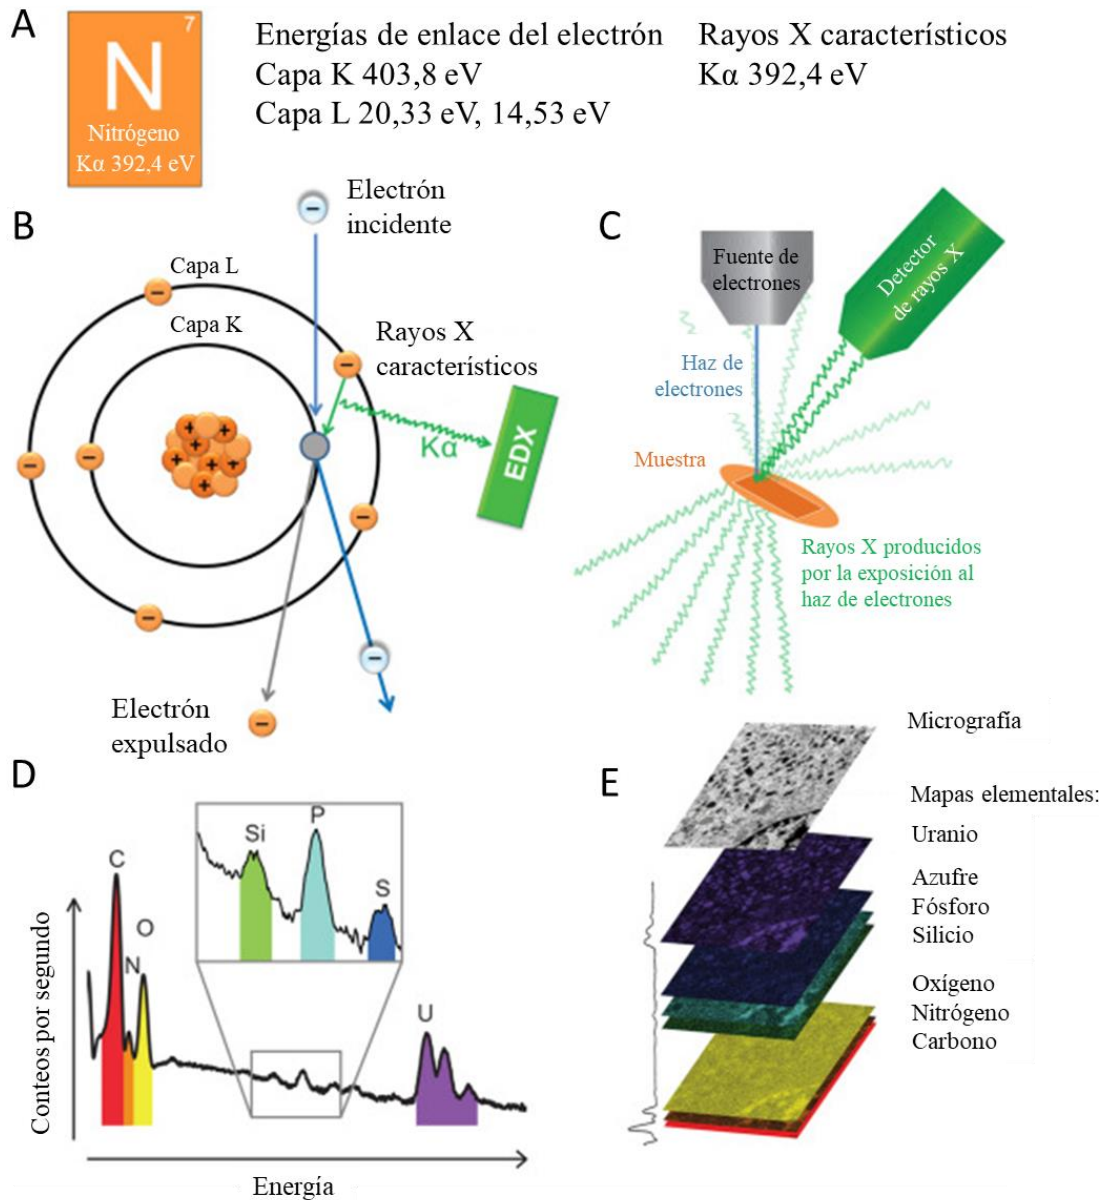 A
7
N
Nitrógeno
Kα 392,4 eV
Energías de enlace del electrón
Capa K 403,8 eV
Capa L 20,33 eV, 14,53 eV
Rayos X característicos
Kα 392,4 eV
B
Electrón
incidente
Capa L
Capa K
Rayos X
característicos
Kα
EDX
Electrón
expulsado
C
Fuente de
electrones
Detector
de rayos X
Haz de
electrones
Muestra
Rayos X producidos
por la exposición al
haz de electrones
D
Conteos por segundo
C
N
O
Si
P
S
U
Energía
E
Micrografía
Mapas elementales:
Uranio
Azufre
Fósforo
Silicio
Oxígeno
Nitrógeno
Carbono